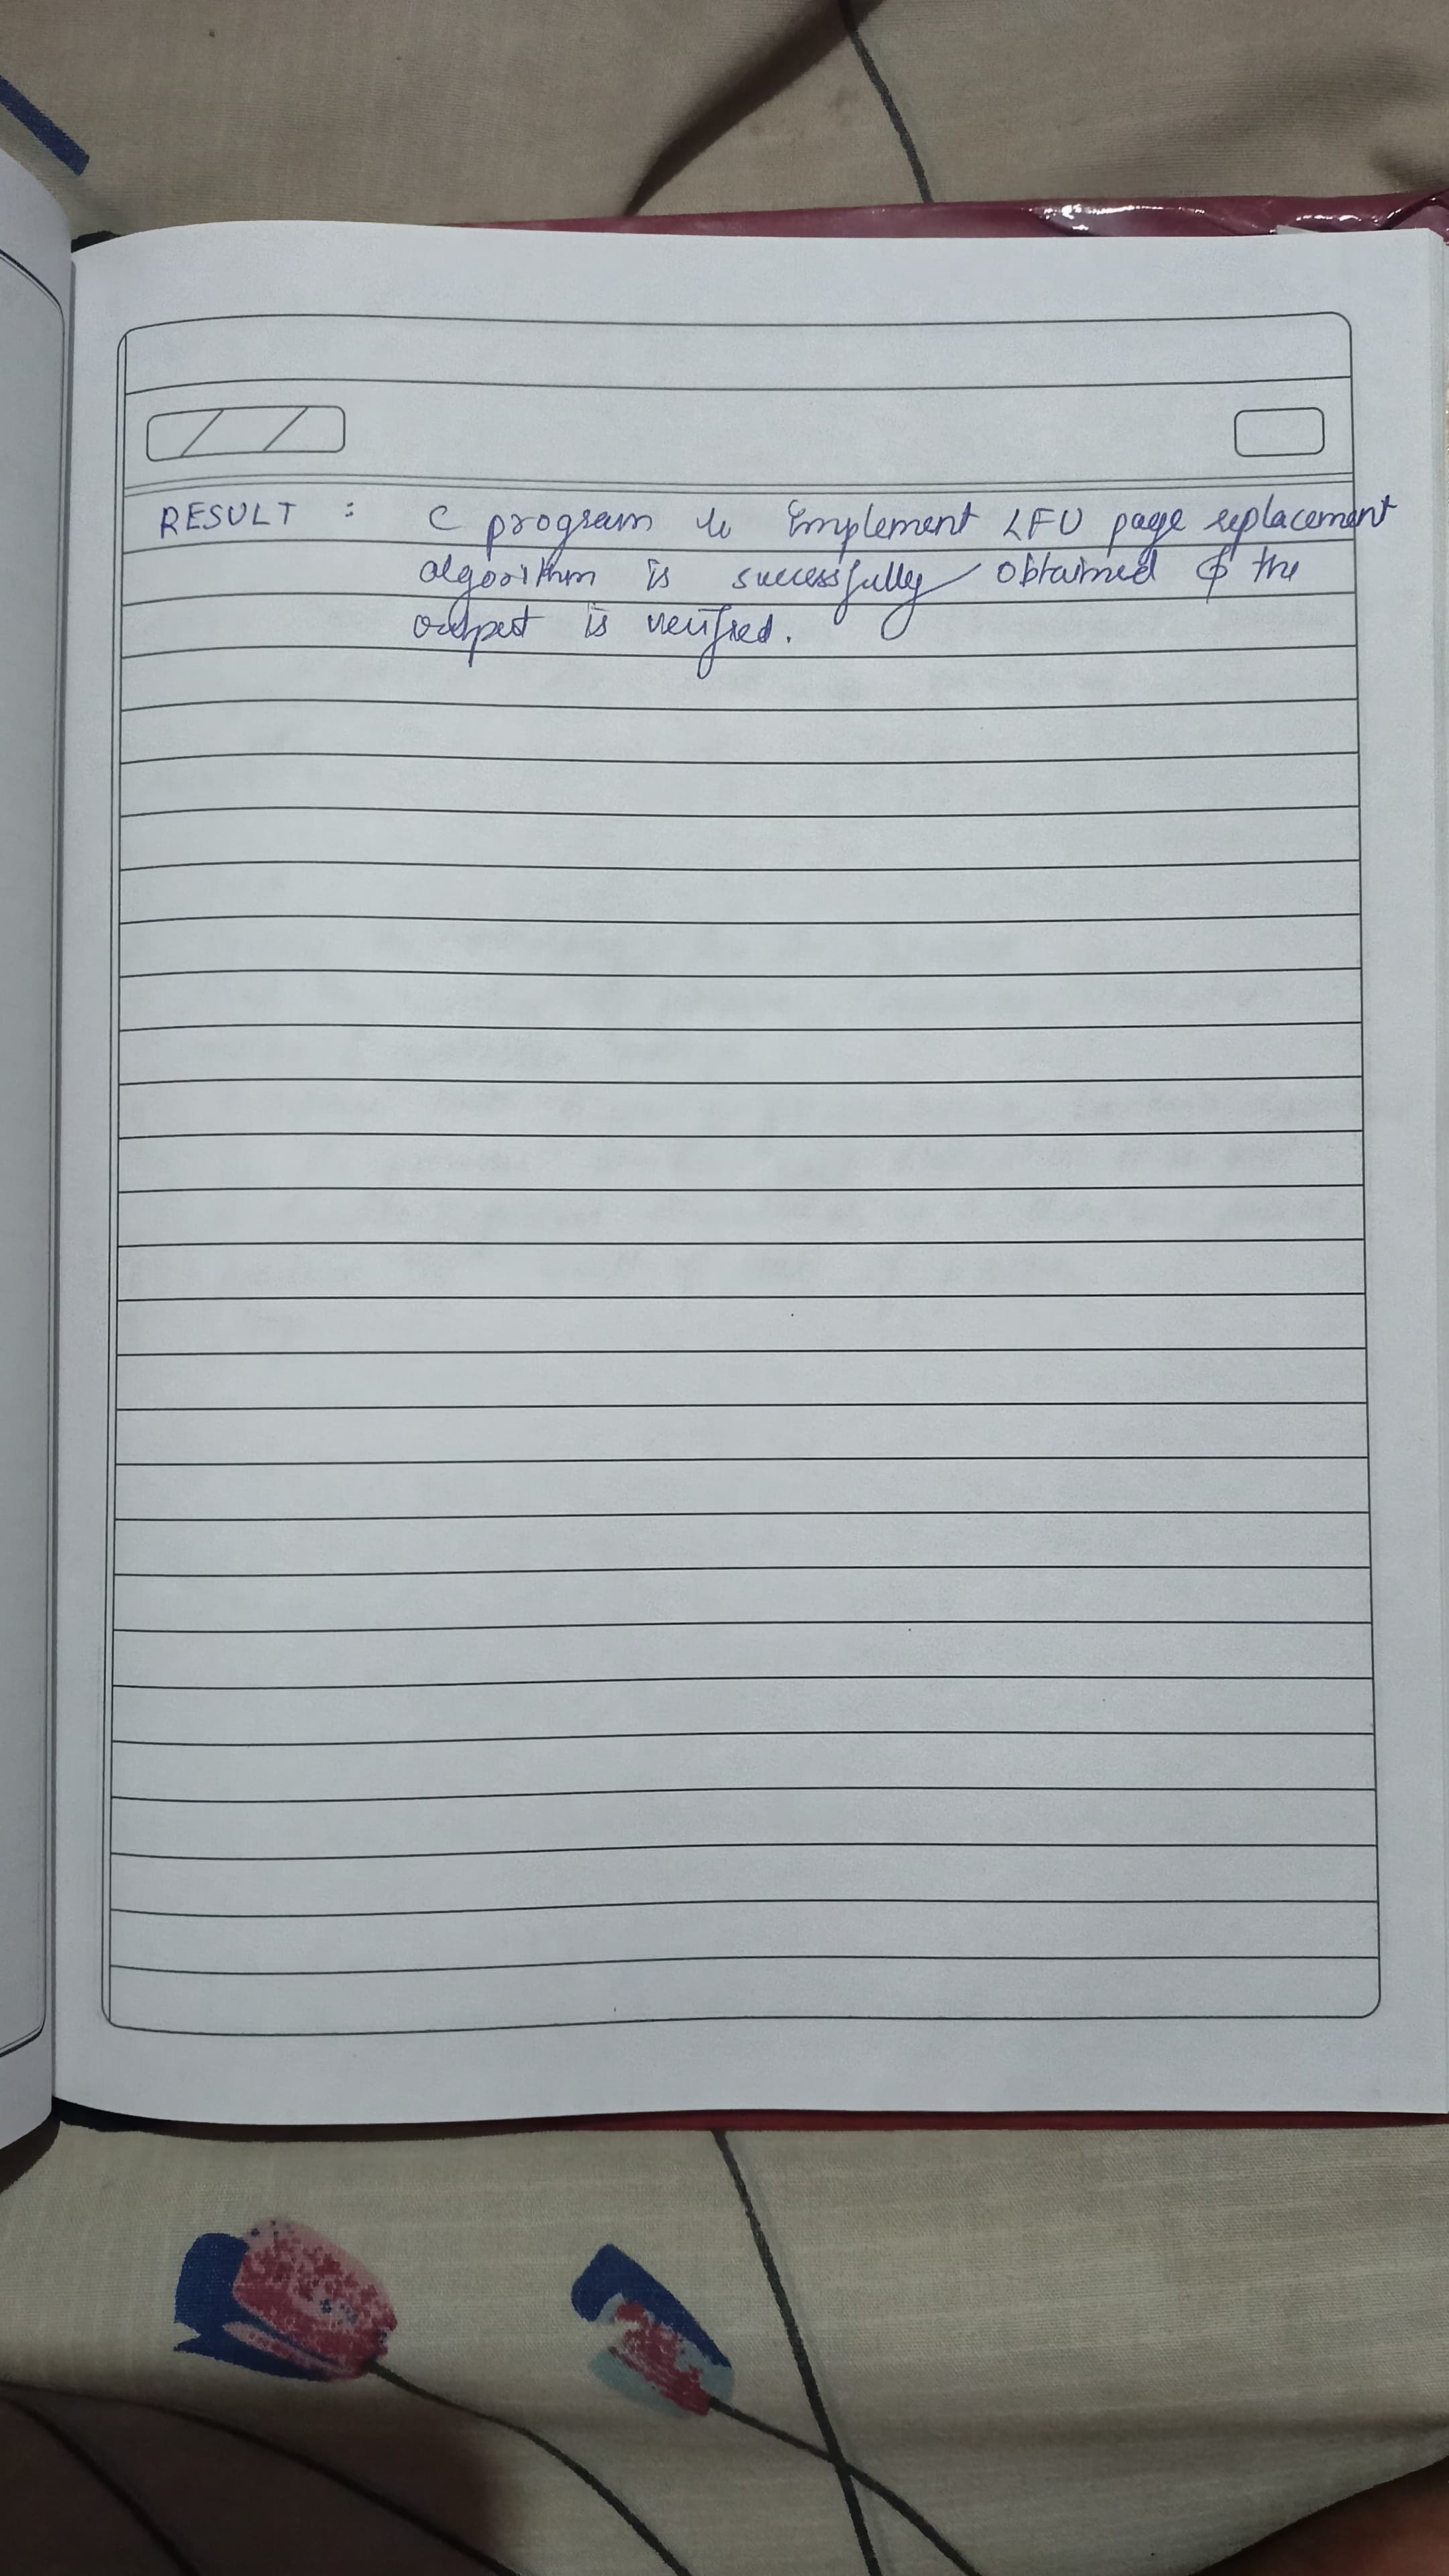 RESULT : C program to implement LFU page replacement
algorithm is successfully obtained & the
output is verified.